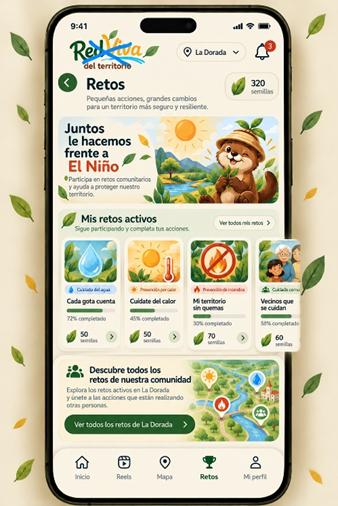 9:41
Red Viva
del territorio
La Dorada
3
Retos
Pequeñas acciones, grandes cambios
para un territorio más seguro y resiliente.
320
semillas
Juntos
le hacemos
frente a
El Niño
Participa en retos comunitarios
y ayuda a proteger nuestro
territorio.
Mis retos activos
Sigue participando y completa tus acciones.
Ver todos mis retos
Cuidado del agua
Cada gota cuenta
72% completado
50
semillas
Prevención por calor
Cuídate del calor
45% completado
50
semillas
Prevención de incendios
Mi territorio
sin quemas
30% completado
70
semillas
Cuidado comu
Vecinos que
se cuidan
58% completado
60
semillas
Descubre todos los
retos de nuestra comunidad
Explora los retos activos en La Dorada
y únete a las acciones que están realizando
otras personas.
Ver todos los retos de La Dorada
Inicio
Reels
Mapa
Retos
Mi perfil